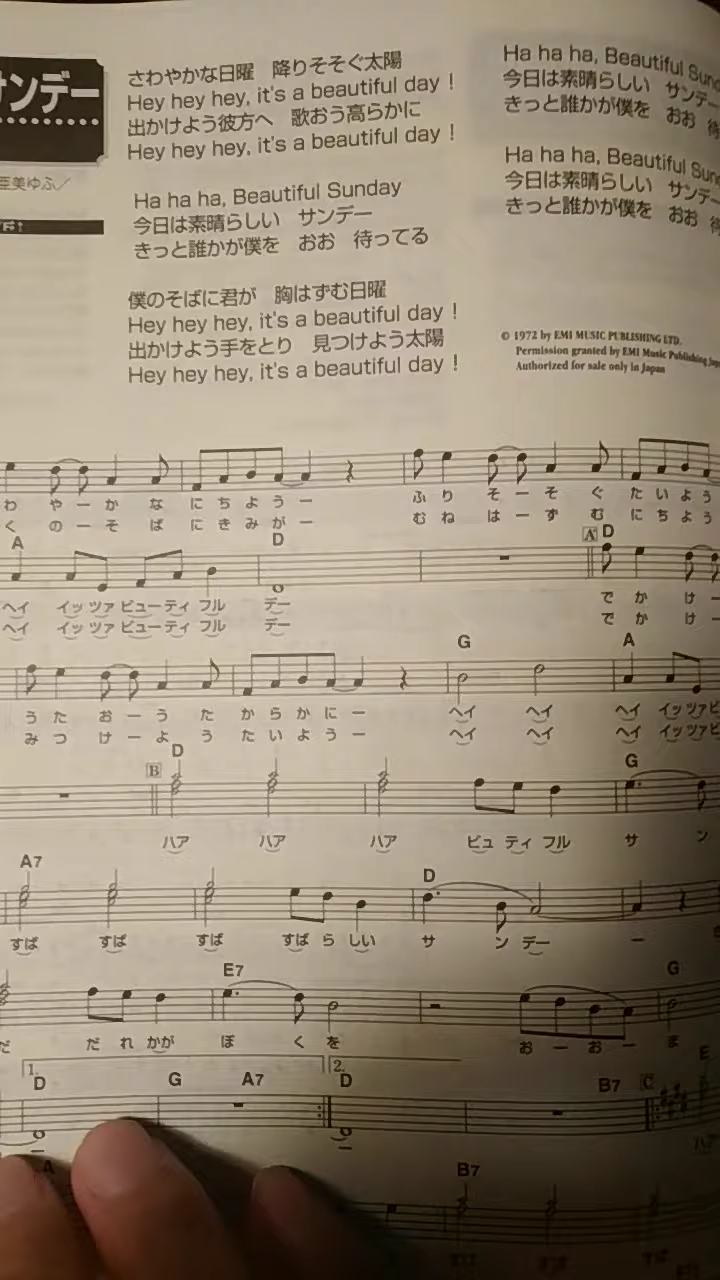 サンデー
亜美ゆふ／
さわやかな日曜　降りそそぐ太陽
Hey hey hey, it's a beautiful day !
出かけよう彼方へ　歌おう高らかに
Hey hey hey, it's a beautiful day !
Ha ha ha, Beautiful Sunday
今日は素晴らしい　サンデー
きっと誰かが僕を　おお　待ってる
僕のそばに君が　胸はずむ日曜
Hey hey hey, it's a beautiful day !
出かけよう手をとり　見つけよう太陽
Hey hey hey, it's a beautiful day !
Ha ha ha, Beautiful Sund
今日は素晴らしい　サンデー
きっと誰かが僕を　おお　待
Ha ha ha, Beautiful Sund
今日は素晴らしい　サンデー
きっと誰かが僕を　おお　待
© 1972 by EMI MUSIC PUBLISHING LTD.
Permission granted by EMI Music Publishing Jap
Authorized for sale only in Japan
わ や ー か な に ち よ う ー ふ り そ ー そ ぐ た い よ う
く の ー そ ば に き み が ー む ね は ー ず む に ち よ う
A D A' D
ヘイ イッ ツァ ビュー ティ フル デー で か け ー
ヘイ イッ ツァ ビュー ティ フル デー で か け ー
G A
う た お ー う た か ら か に ー ヘイ ヘイ ヘイ イッ ツァ ビ
み つ け ー よ う た い よ う ー ヘイ ヘイ ヘイ イッ ツァ ビ
B D G
ハア ハア ハア ビュ ティ フル サ ン
A7 D
すば すば すば すば ら しい サ ン デー ー
E7 G
だ だ れ かが ぼ く を お ー お ー ま
1. 2. E
D G A7 D B7 C
ハア
A B7